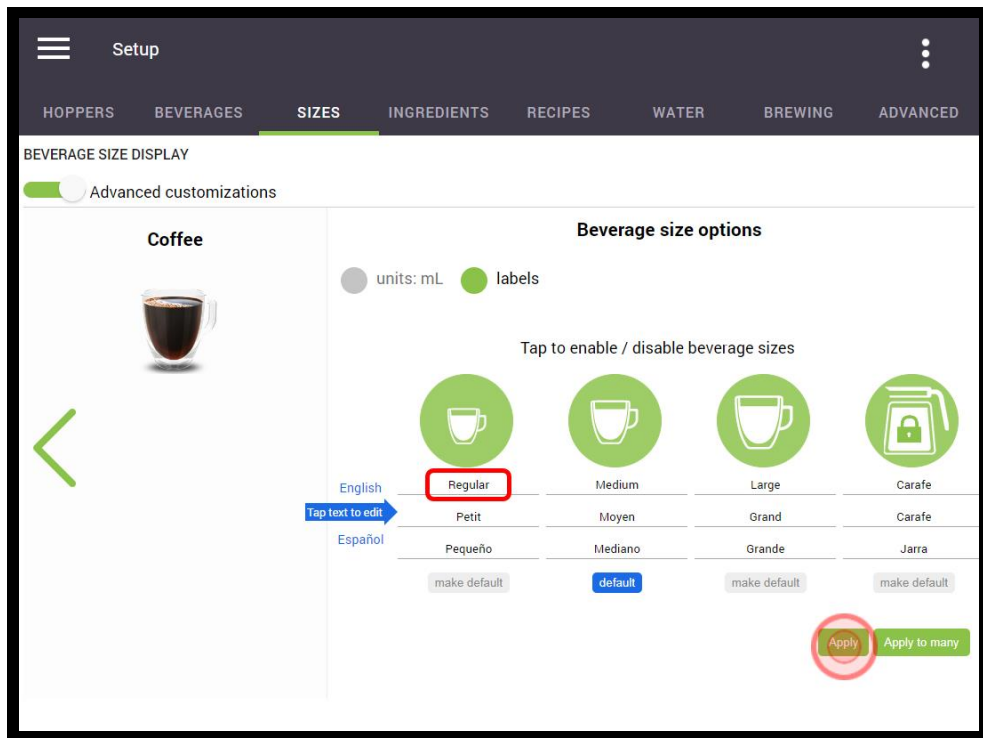 Setup
HOPPERS BEVERAGES SIZES INGREDIENTS RECIPES WATER BREWING ADVANCED
BEVERAGE SIZE DISPLAY
Advanced customizations
Coffee
Beverage size options
units: mL labels
Tap to enable / disable beverage sizes
English Regular Medium Large Carafe
Tap text to edit Petit Moyen Grand Carafe
Español Pequeño Mediano Grande Jarra
make default default make default make default
Apply Apply to many